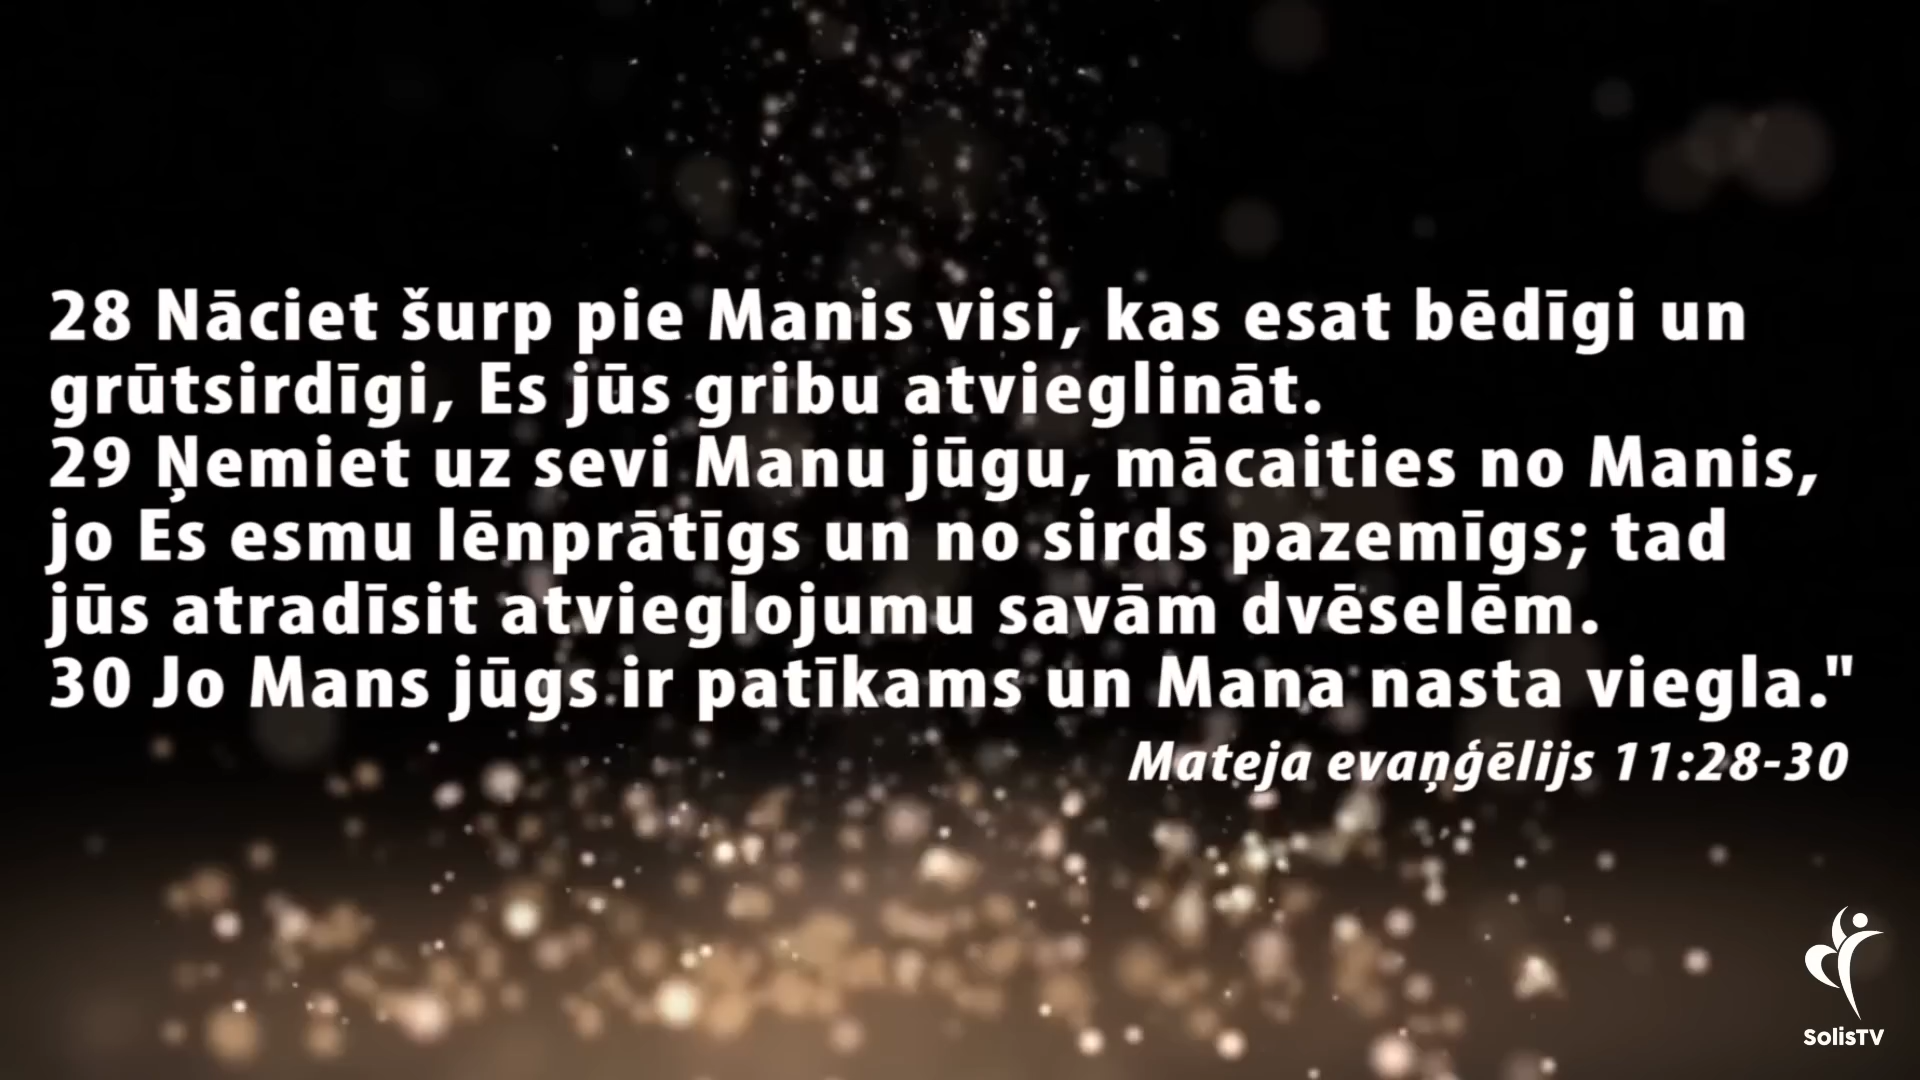 28 Nāciet šurp pie Manis visi, kas esat bēdīgi un
grūtsirdīgi, Es jūs gribu atvieglināt.
29 Ņemiet uz sevi Manu jūgu, mācaities no Manis,
jo Es esmu lēnprātīgs un no sirds pazemīgs; tad
jūs atradīsit atvieglojumu savām dvēselēm.
30 Jo Mans jūgs ir patīkams un Mana nasta viegla."
Mateja evaņģēlijs 11:28-30
SolisTV